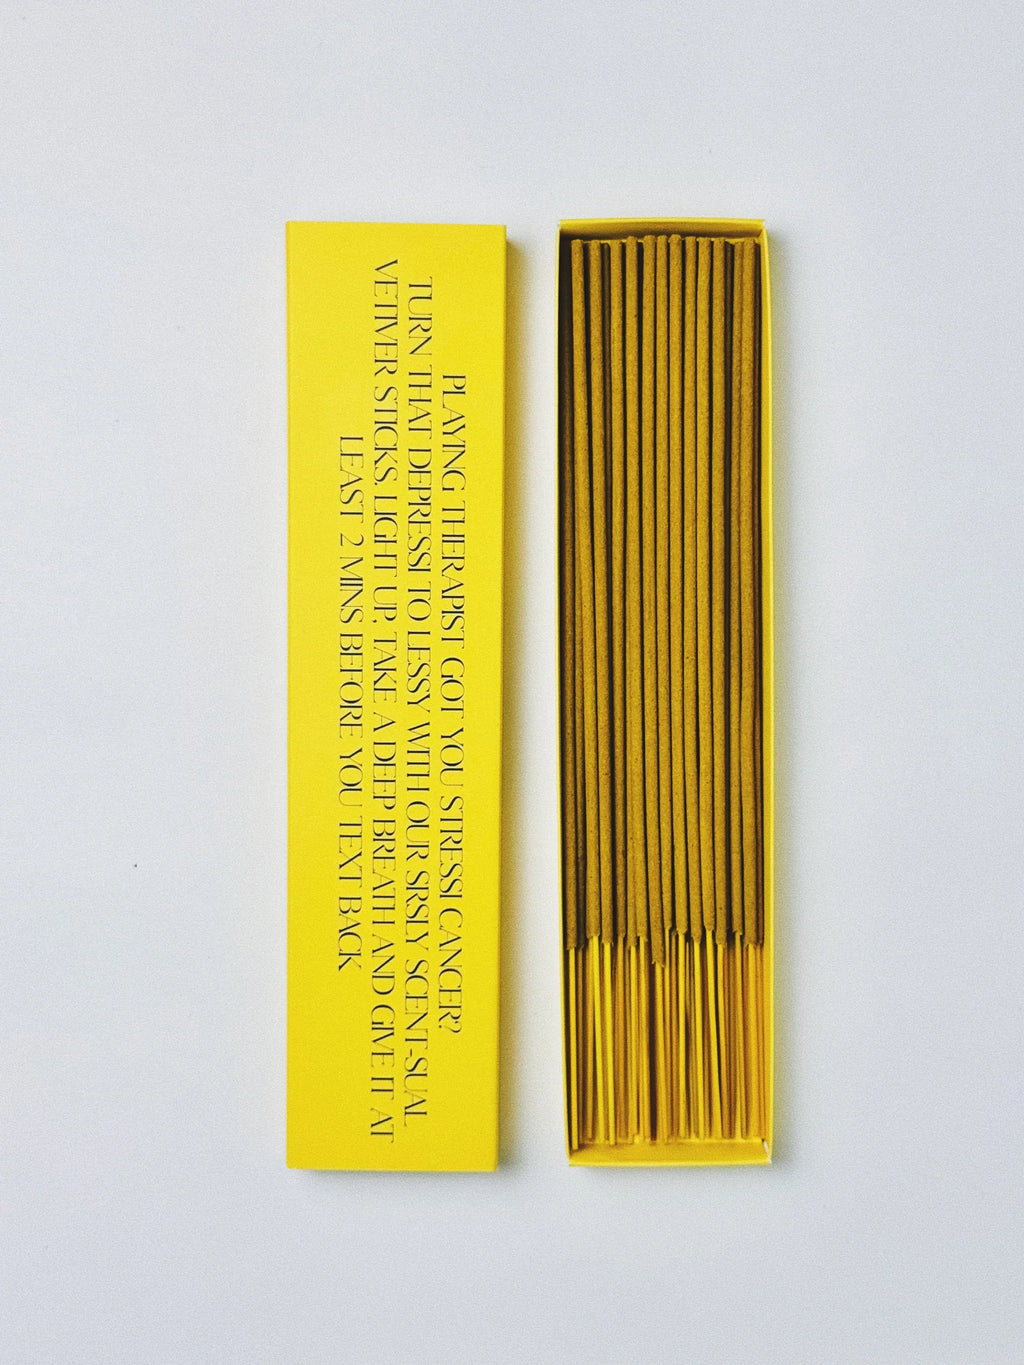 PLAYING THERAPIST GOT YOU STRESSI CANCER?
TURN THAT DEPRESSI TO LESSY WITH OUR SRSLY SCENT-SUAL
VETIVER STICKS. LIGHT UP, TAKE A DEEP BREATH AND GIVE IT AT
LEAST 2 MINS BEFORE YOU TEXT BACK